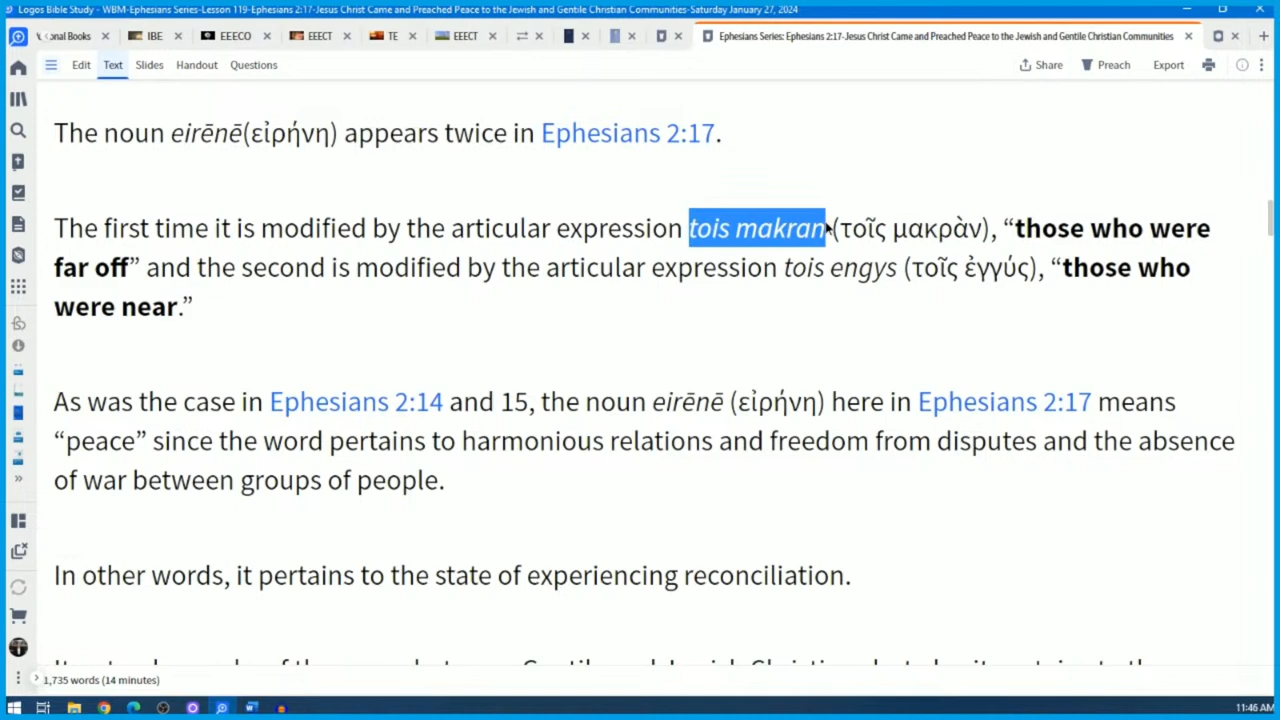 Logos Bible Study - WBM-Ephesians Series-Lesson 119-Ephesians 2:17-Jesus Christ Came and Preached Peace to the Jewish and Gentile Christian Communities-Saturday January 27, 2024
onal Books IBE EEECO EEECT TE EEECT Ephesians Series: Ephesians 2:17-Jesus Christ Came and Preached Peace to the Jewish and Gentile Christian Communities
Edit Text Slides Handout Questions Share Preach Export
The noun eirēnē(εἰρήνη) appears twice in Ephesians 2:17.
The first time it is modified by the articular expression tois makran (τοῖς μακρὰν), “those who were
far off” and the second is modified by the articular expression tois engys (τοῖς ἐγγύς), “those who
were near.”
As was the case in Ephesians 2:14 and 15, the noun eirēnē (εἰρήνη) here in Ephesians 2:17 means
“peace” since the word pertains to harmonious relations and freedom from disputes and the absence
of war between groups of people.
In other words, it pertains to the state of experiencing reconciliation.
1,735 words (14 minutes)
11:46 AM